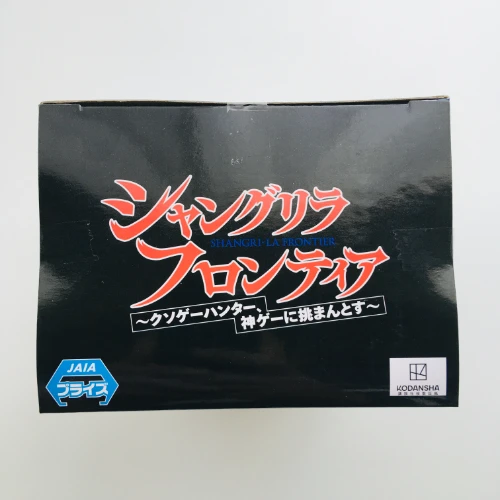 シャングリラ
SHANGRI-LA FRONTIER
フロンティア
～クソゲーハンター、
神ゲーに挑まんとす～
JAIA
プライズ
KODANSHA